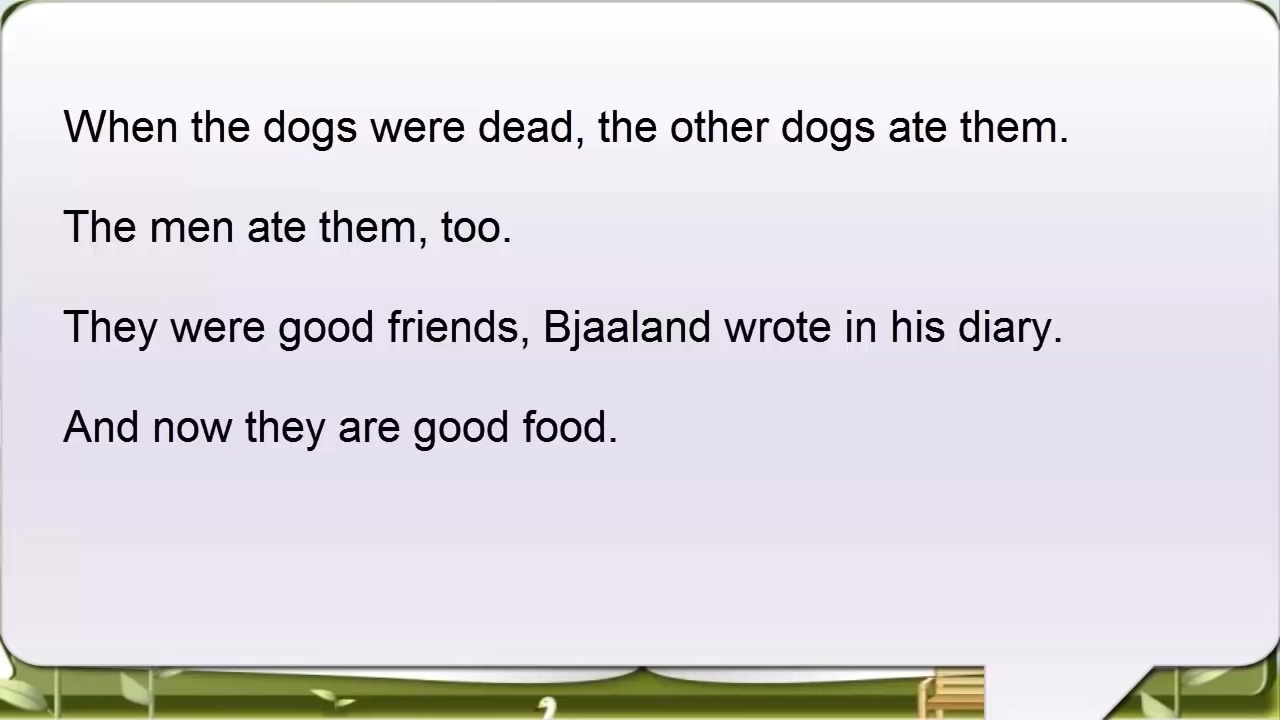 When the dogs were dead, the other dogs ate them.
The men ate them, too.
They were good friends, Bjaaland wrote in his diary.
And now they are good food.